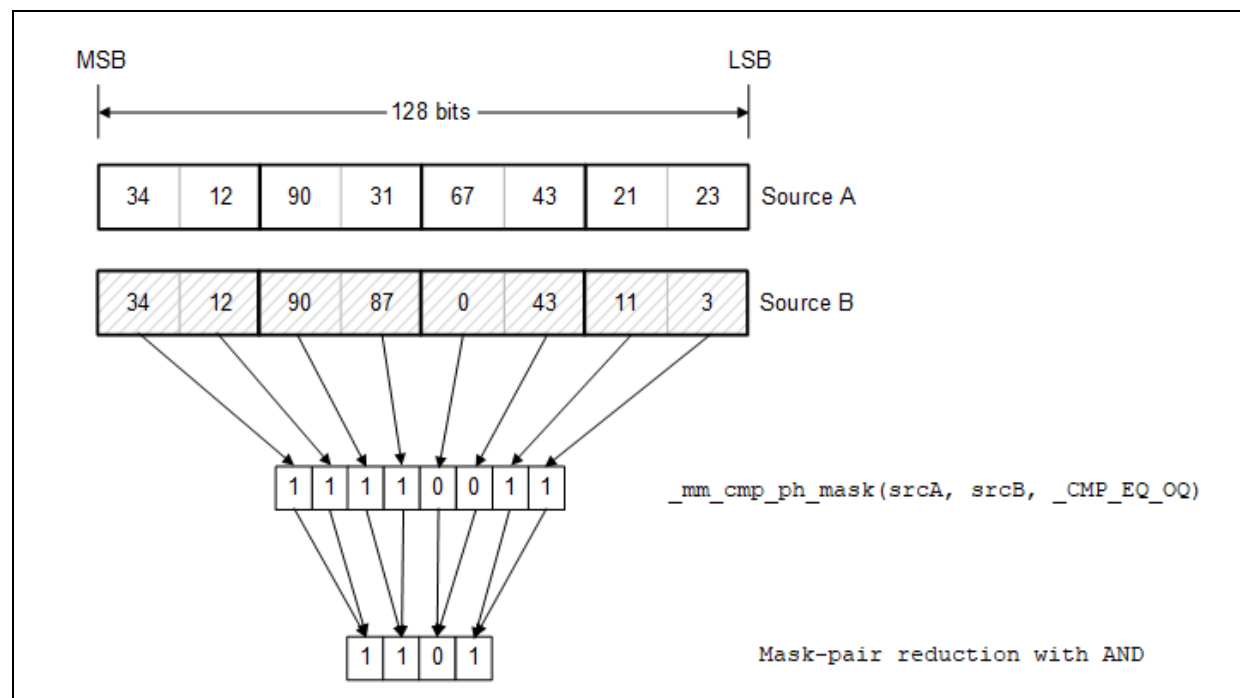 MSB LSB
128 bits
34 12 90 31 67 43 21 23 Source A
34 12 90 87 0 43 11 3 Source B
1 1 1 1 0 0 1 1 _mm_cmp_ph_mask(srcA, srcB, _CMP_EQ_OQ)
1 1 0 1 Mask-pair reduction with AND